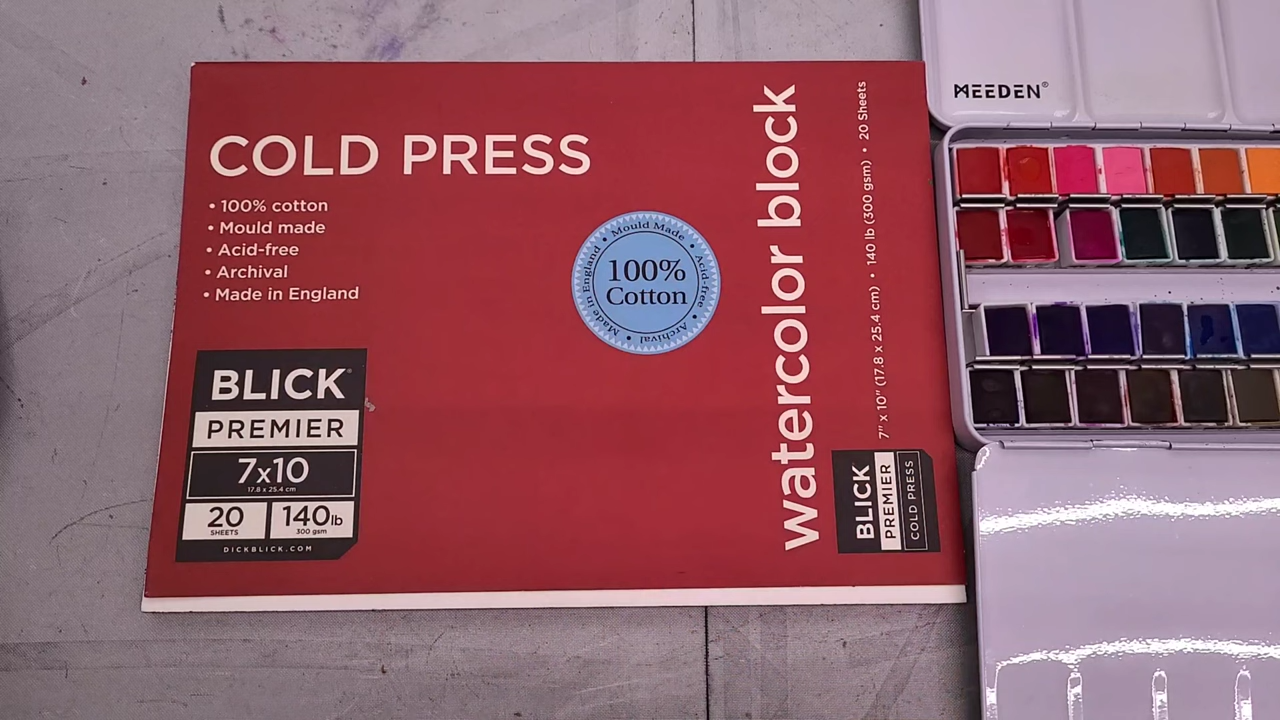 COLD PRESS
• 100% cotton
• Mould made
• Acid-free
• Archival
• Made in England
BLICK®
PREMIER
7x10
17.8 x 25.4 cm
20
SHEETS
140lb
300 gsm
DICKBLICK.COM
Mould Made • Acid-free • Archival • Made in England •
100%
Cotton
watercolor block
7" x 10" (17.8 x 25.4 cm) • 140 lb (300 gsm) • 20 Sheets
BLICK
PREMIER
COLD PRESS
MEEDEN®